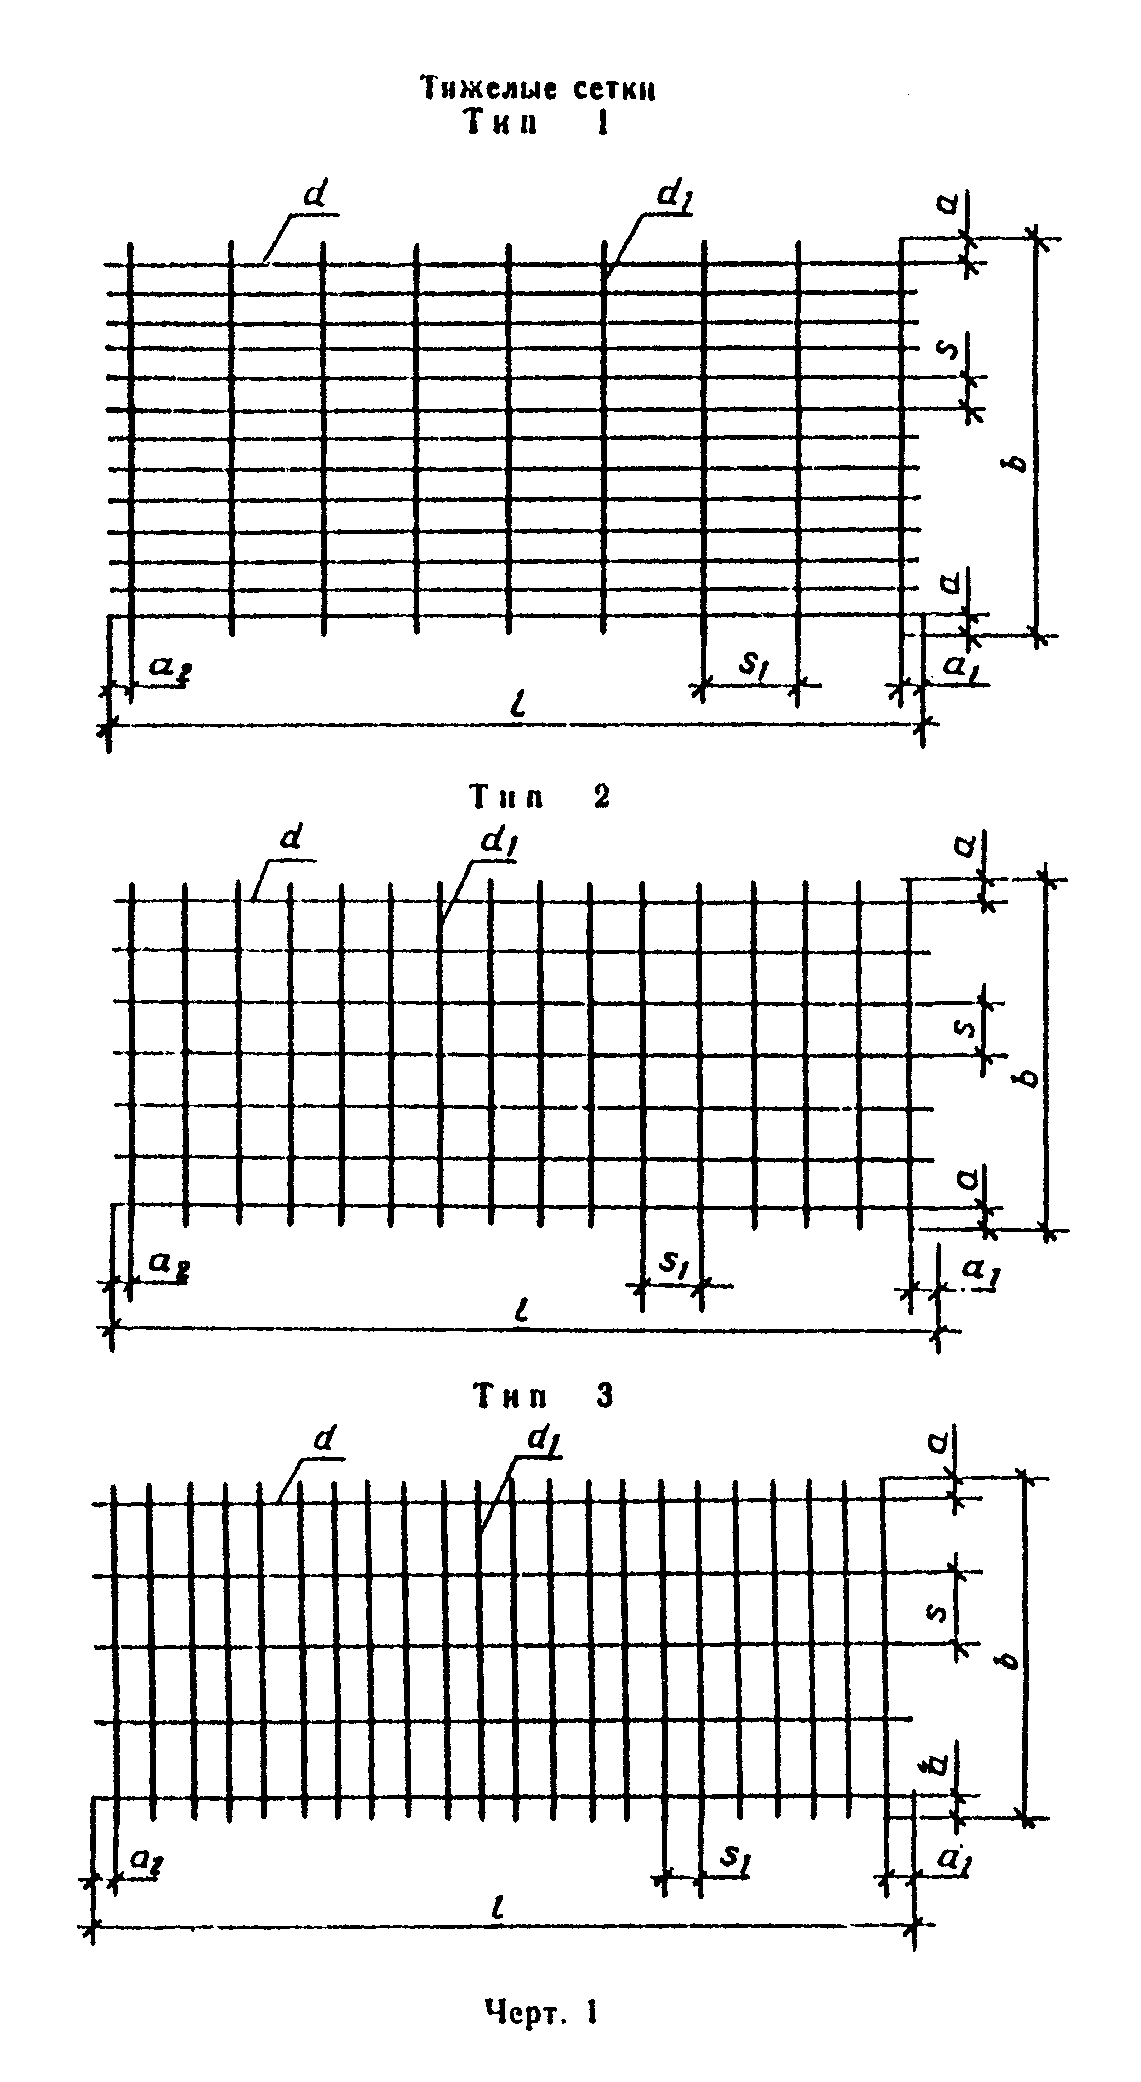 Тяжелые сетки
Тип 1
d
d1
a
s
b
a
a2
s1
a1
l
Тип 2
d
d1
a
s
b
a
a2
s1
a1
l
Тип 3
d
d1
a
s
b
a
a2
s1
a1
l
Черт. 1